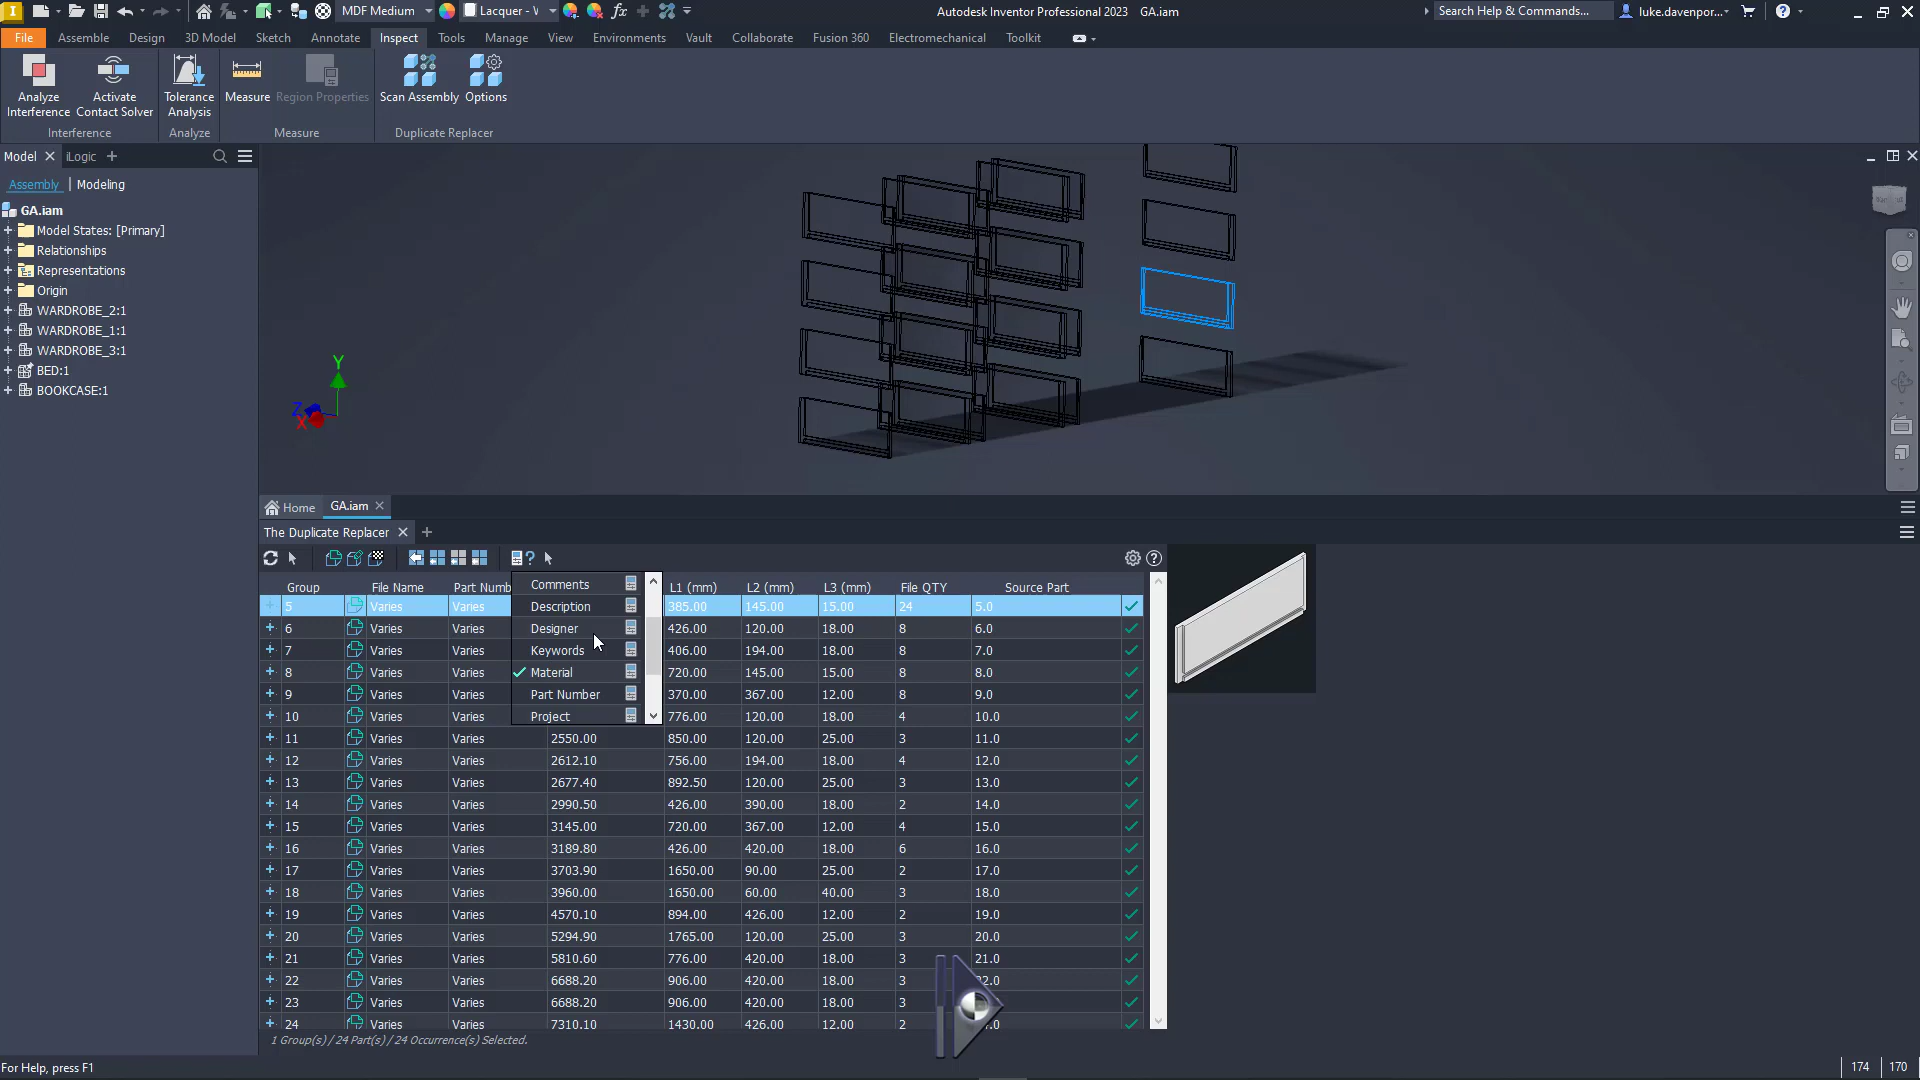 MDF Medium
Lacquer - W
Autodesk Inventor Professional 2023 GA.iam
Search Help & Commands...
luke.davenpor...
File Assemble Design 3D Model Sketch Annotate Inspect Tools Manage View Environments Vault Collaborate Fusion 360 Electromechanical Toolkit
Analyze Interference
Activate Contact Solver
Tolerance Analysis
Measure
Region Properties
Scan Assembly
Options
Interference Analyze Measure Duplicate Replacer
Model iLogic
Assembly | Modeling
GA.iam
Model States: [Primary]
Relationships
Representations
Origin
WARDROBE_2:1
WARDROBE_1:1
WARDROBE_3:1
BED:1
BOOKCASE:1
Y
Z
X
Home GA.iam
The Duplicate Replacer
Group File Name Part Numb L1 (mm) L2 (mm) L3 (mm) File QTY Source Part
Comments
Description
Designer
Keywords
Material
Part Number
Project
5 Varies Varies 385.00 145.00 15.00 24 5.0
6 Varies Varies 426.00 120.00 18.00 8 6.0
7 Varies Varies 406.00 194.00 18.00 8 7.0
8 Varies Varies 720.00 145.00 15.00 8 8.0
9 Varies Varies 370.00 367.00 12.00 8 9.0
10 Varies Varies 776.00 120.00 18.00 4 10.0
11 Varies Varies 2550.00 850.00 120.00 25.00 3 11.0
12 Varies Varies 2612.10 756.00 194.00 18.00 4 12.0
13 Varies Varies 2677.40 892.50 120.00 25.00 3 13.0
14 Varies Varies 2990.50 426.00 390.00 18.00 2 14.0
15 Varies Varies 3145.00 720.00 367.00 12.00 4 15.0
16 Varies Varies 3189.80 426.00 420.00 18.00 6 16.0
17 Varies Varies 3703.90 1650.00 90.00 25.00 2 17.0
18 Varies Varies 3960.00 1650.00 60.00 40.00 3 18.0
19 Varies Varies 4570.10 894.00 426.00 12.00 2 19.0
20 Varies Varies 5294.90 1765.00 120.00 25.00 3 20.0
21 Varies Varies 5810.60 776.00 420.00 18.00 3 21.0
22 Varies Varies 6688.20 906.00 420.00 18.00 3
23 Varies Varies 6688.20 906.00 420.00 18.00 3
24 Varies Varies 7310.10 1430.00 426.00 12.00 2
1 Group(s) / 24 Part(s) / 24 Occurrence(s) Selected.
For Help, press F1
174 170